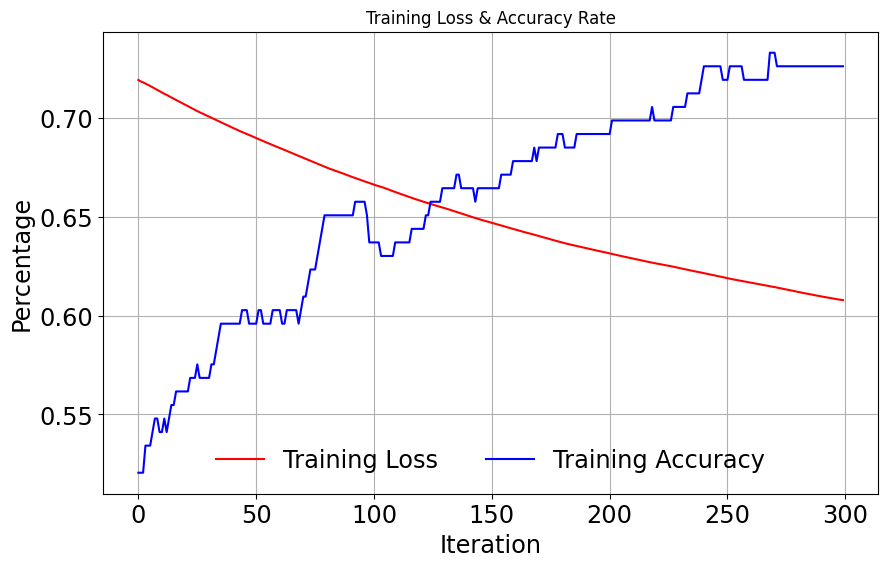 Training Loss & Accuracy Rate
Percentage
0.70
0.65
0.60
0.55
Training Loss Training Accuracy
0 50 100 150 200 250 300
Iteration